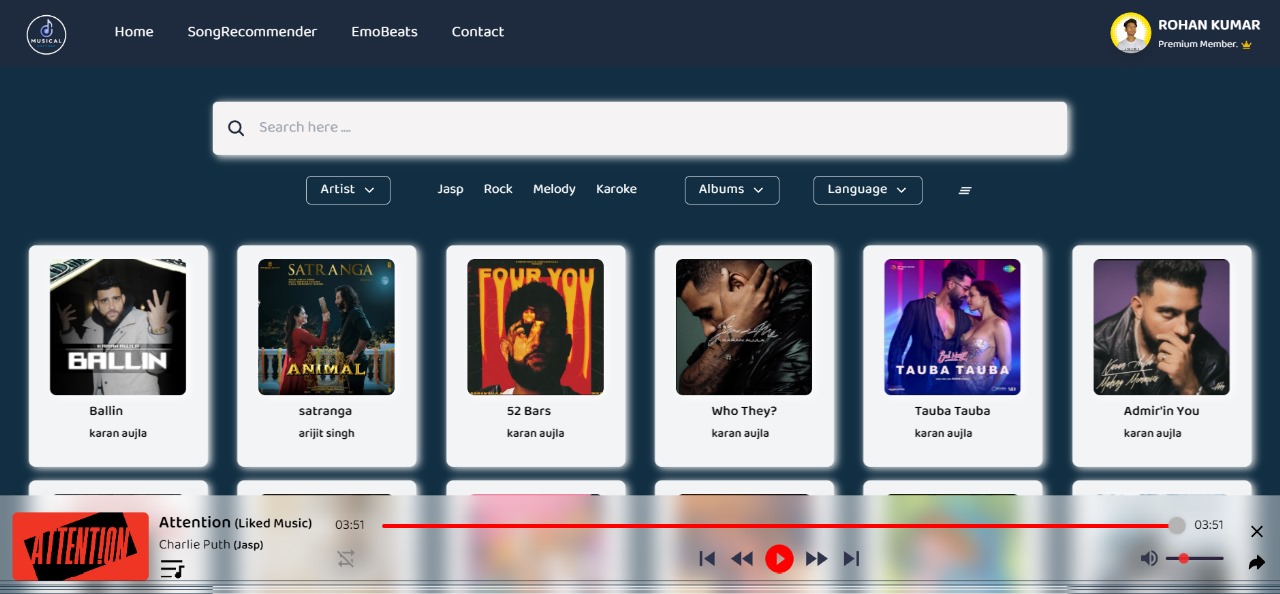 MUSICAL
Home SongRecommender EmoBeats Contact
ROHAN KUMAR
Premium Member.
Search here ....
Artist Jasp Rock Melody Karoke Albums Language
BALLIN
SATRANGA
ANIMAL
FOUR YOU
TAUBA TAUBA
Ballin satranga 52 Bars Who They? Tauba Tauba Admir'in You
karan aujla arijit singh karan aujla karan aujla karan aujla karan aujla
ATTENTION
Attention (Liked Music)
Charlie Puth (Jasp)
03:51 03:51